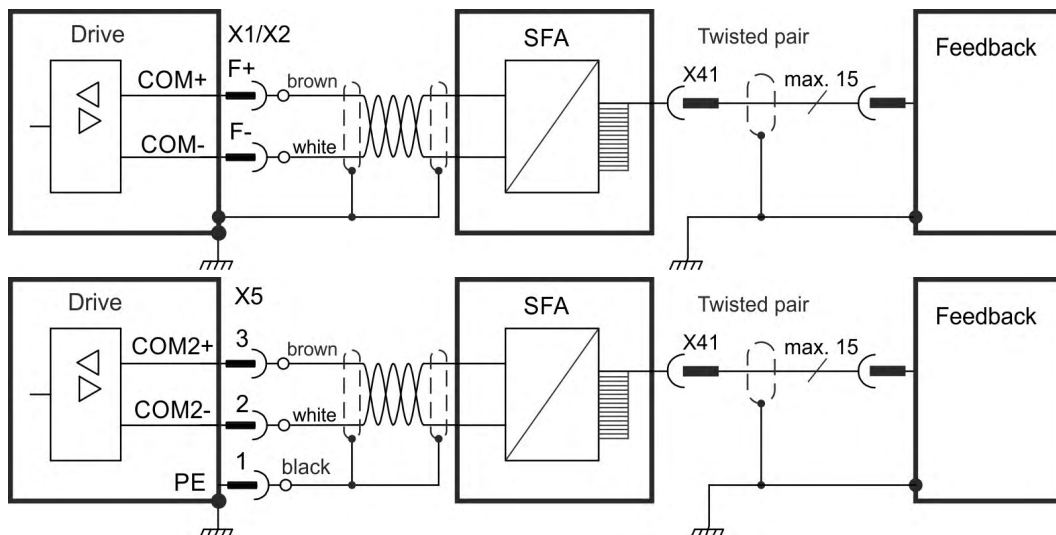 Drive X1/X2 SFA Twisted pair Feedback
COM+ F+ brown X41 max. 15
COM- F- white
Drive X5 SFA Twisted pair Feedback
COM2+ 3 brown X41 max. 15
COM2- 2 white
PE 1 black